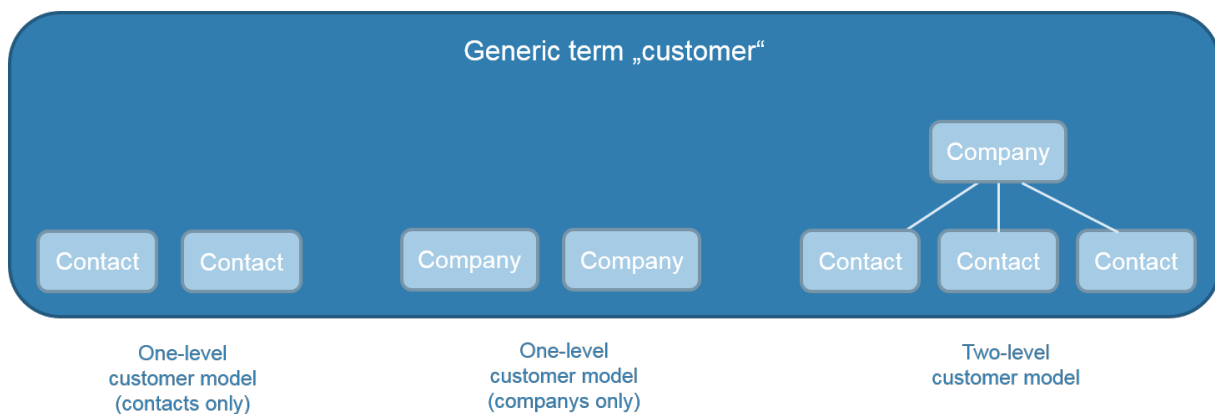 Generic term „customer“
Company
Contact Contact Company Company Contact Contact Contact
One-level
customer model
(contacts only)
One-level
customer model
(companys only)
Two-level
customer model